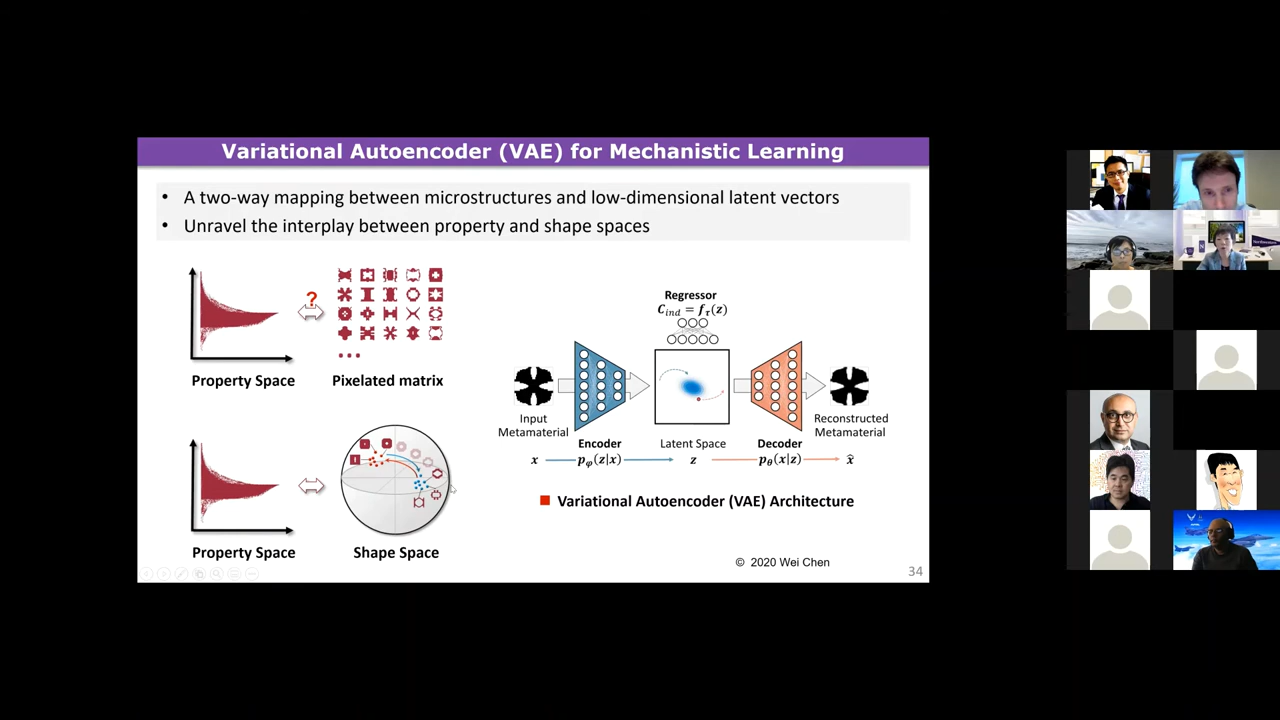 Variational Autoencoder (VAE) for Mechanistic Learning
• A two-way mapping between microstructures and low-dimensional latent vectors
• Unravel the interplay between property and shape spaces
?
Property Space
Pixelated matrix
Property Space
Shape Space
Regressor
C_ind = f_τ(z)
Input
Metamaterial
Encoder
Latent Space
Decoder
Reconstructed
Metamaterial
x p_φ(z|x) z p_θ(x|z) x̂
Variational Autoencoder (VAE) Architecture
© 2020 Wei Chen
34
Northwestern